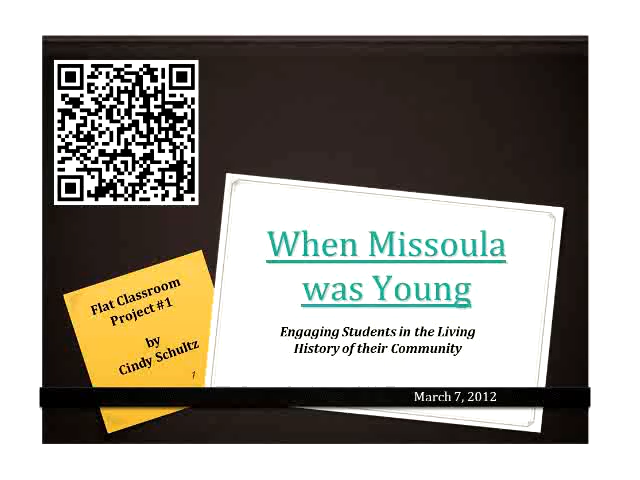 When Missoula
was Young
Engaging Students in the Living
History of their Community
Flat Classroom
Project #1
by
Cindy Schultz
1
March 7, 2012